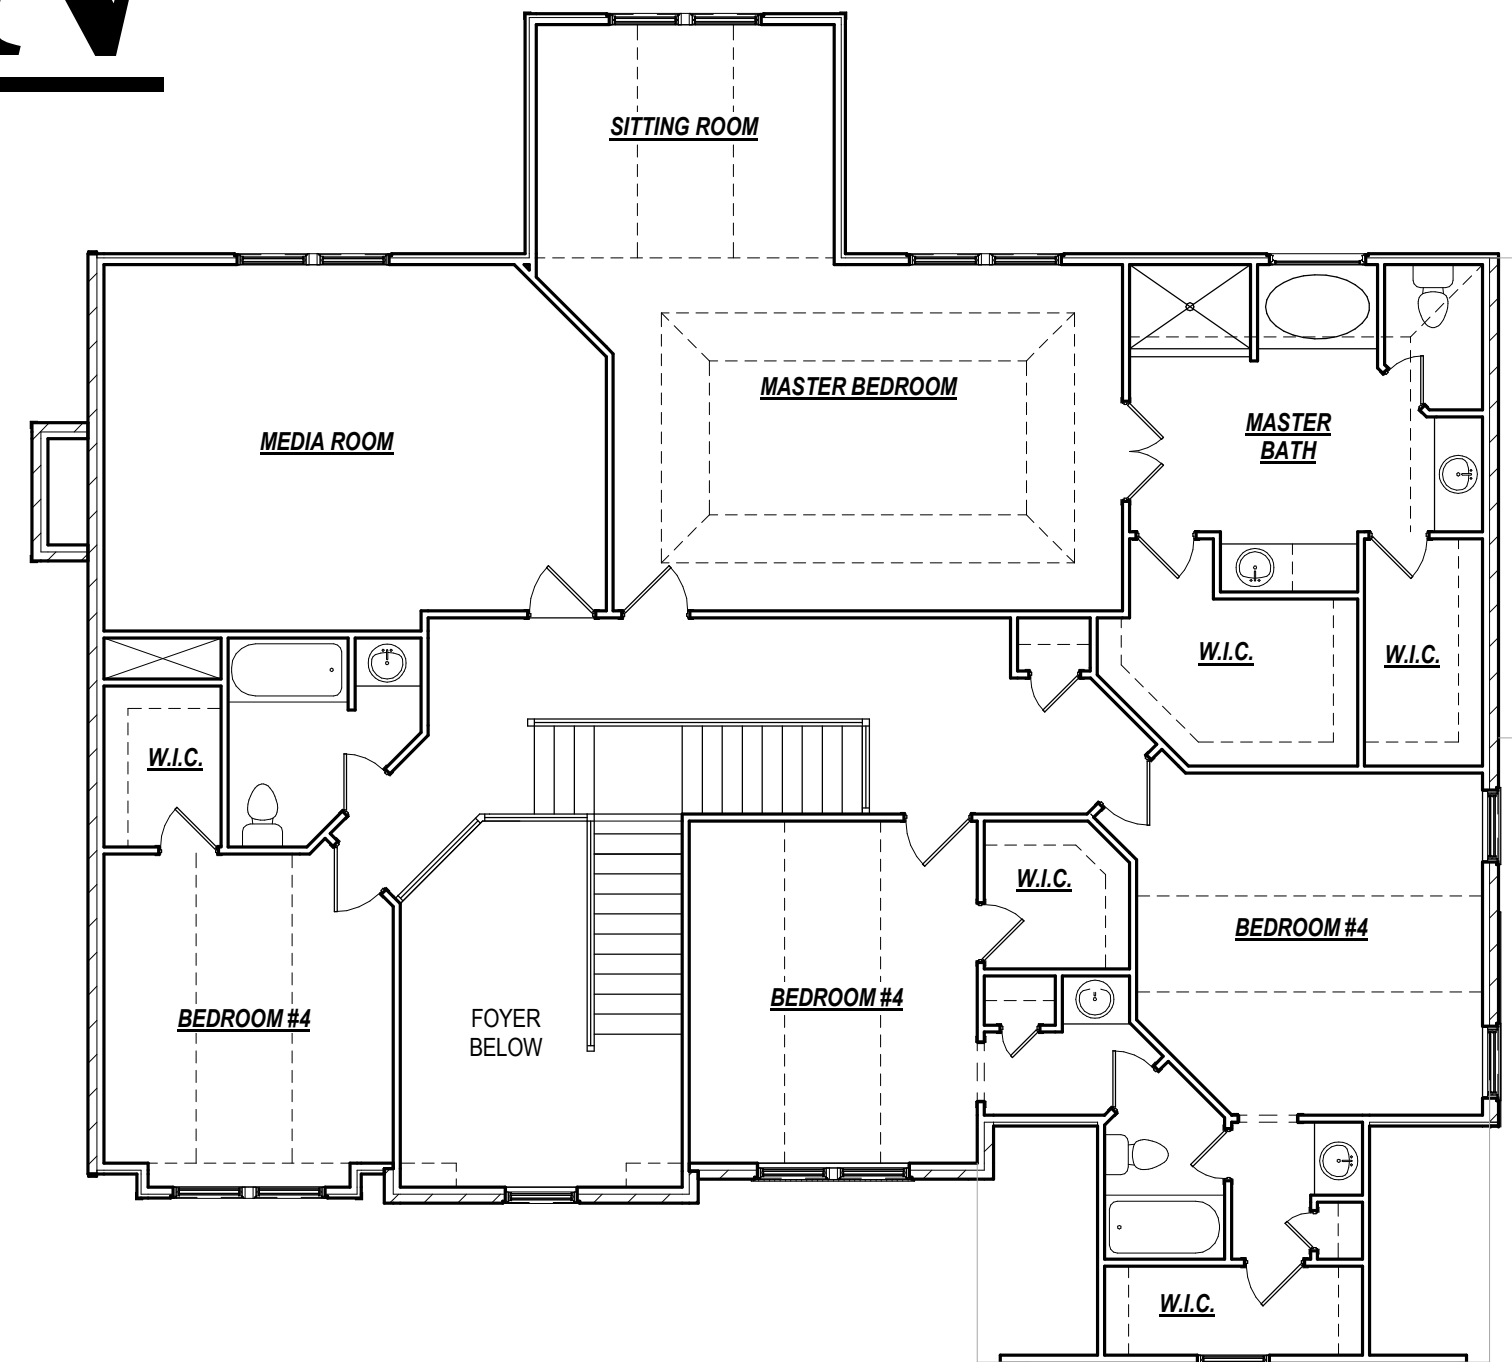 SITTING ROOM
MASTER BEDROOM
MEDIA ROOM
MASTER
BATH
W.I.C.
W.I.C.
W.I.C.
W.I.C.
BEDROOM #4
BEDROOM #4
BEDROOM #4
FOYER
BELOW
W.I.C.